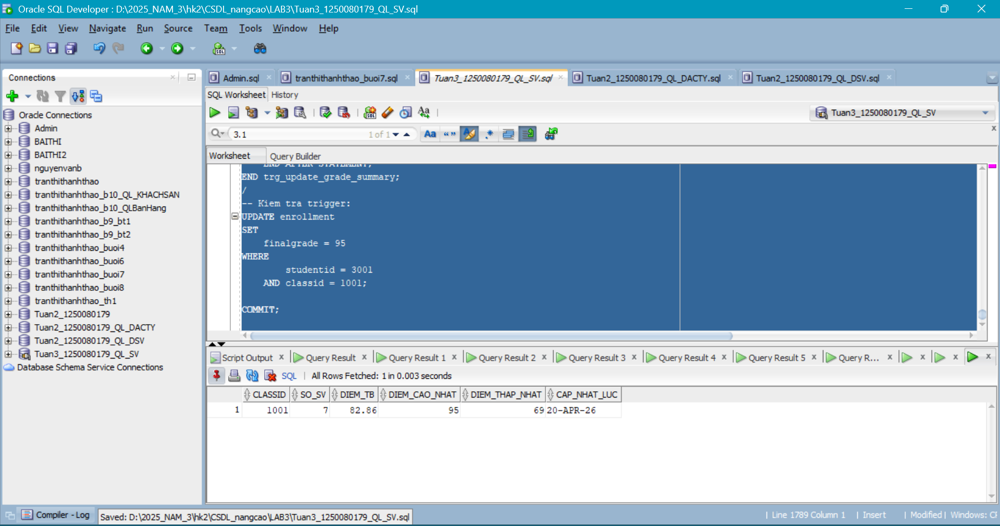 Oracle SQL Developer : D:\2025_NAM_3\hk2\CSDL_nangcao\LAB3\Tuan3_1250080179_QL_SV.sql
File Edit View Navigate Run Source Team Tools Window Help
Connections
Oracle Connections
Admin
BAITHI
BAITHI2
nguyenvanb
tranthithanhthao
tranthithanhthao_b10_QL_KHACHSAN
tranthithanhthao_b10_QLBanHang
tranthithanhthao_b9_bt1
tranthithanhthao_b9_bt2
tranthithanhthao_buoi4
tranthithanhthao_buoi6
tranthithanhthao_buoi7
tranthithanhthao_buoi8
tranthithanhthao_th1
Tuan2_1250080179
Tuan2_1250080179_QL_DACTY
Tuan2_1250080179_QL_DSV
Tuan3_1250080179_QL_SV
Database Schema Service Connections
Admin.sql tranthithanhthao_buoi7.sql Tuan3_1250080179_QL_SV.sql Tuan2_1250080179_QL_DACTY.sql Tuan2_1250080179_QL_DSV.sql
SQL Worksheet History
Tuan3_1250080179_QL_SV
3.1 1 of 1 Aa “ ” .*
Worksheet Query Builder
END AFTER STATEMENT;
END trg_update_grade_summary;
/
-- Kiem tra trigger:
UPDATE enrollment
SET
finalgrade = 95
WHERE
studentid = 3001
AND classid = 1001;
COMMIT;
Script Output Query Result Query Result 1 Query Result 2 Query Result 3 Query Result 4 Query Result 5 Query R...
SQL All Rows Fetched: 1 in 0.003 seconds
CLASSID SO_SV DIEM_TB DIEM_CAO_NHAT DIEM_THAP_NHAT CAP_NHAT_LUC
1 1001 7 82.86 95 69 20-APR-26
Compiler - Log Saved: D:\2025_NAM_3\hk2\CSDL_nangcao\LAB3\Tuan3_1250080179_QL_SV.sql
Line 1789 Column 1 Insert Modified Windows: